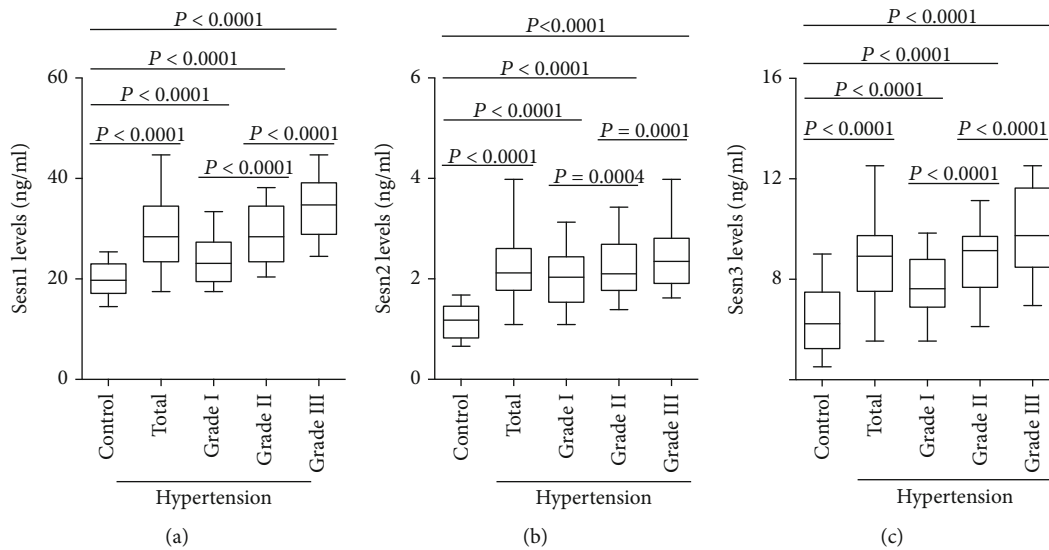 P < 0.0001
P < 0.0001
P < 0.0001
P < 0.0001
P < 0.0001
P < 0.0001
60
40
20
0
Sesn1 levels (ng/ml)
Control
Total
Grade I
Grade II
Grade III
Hypertension
(a)
P<0.0001
P < 0.0001
P < 0.0001
P = 0.0001
P < 0.0001
P = 0.0004
6
4
2
0
Sesn2 levels (ng/ml)
Control
Total
Grade I
Grade II
Grade III
Hypertension
(b)
P < 0.0001
P < 0.0001
P < 0.0001
P < 0.0001
P < 0.0001
P < 0.0001
16
12
8
Sesn3 levels (ng/ml)
Control
Total
Grade I
Grade II
Grade III
Hypertension
(c)